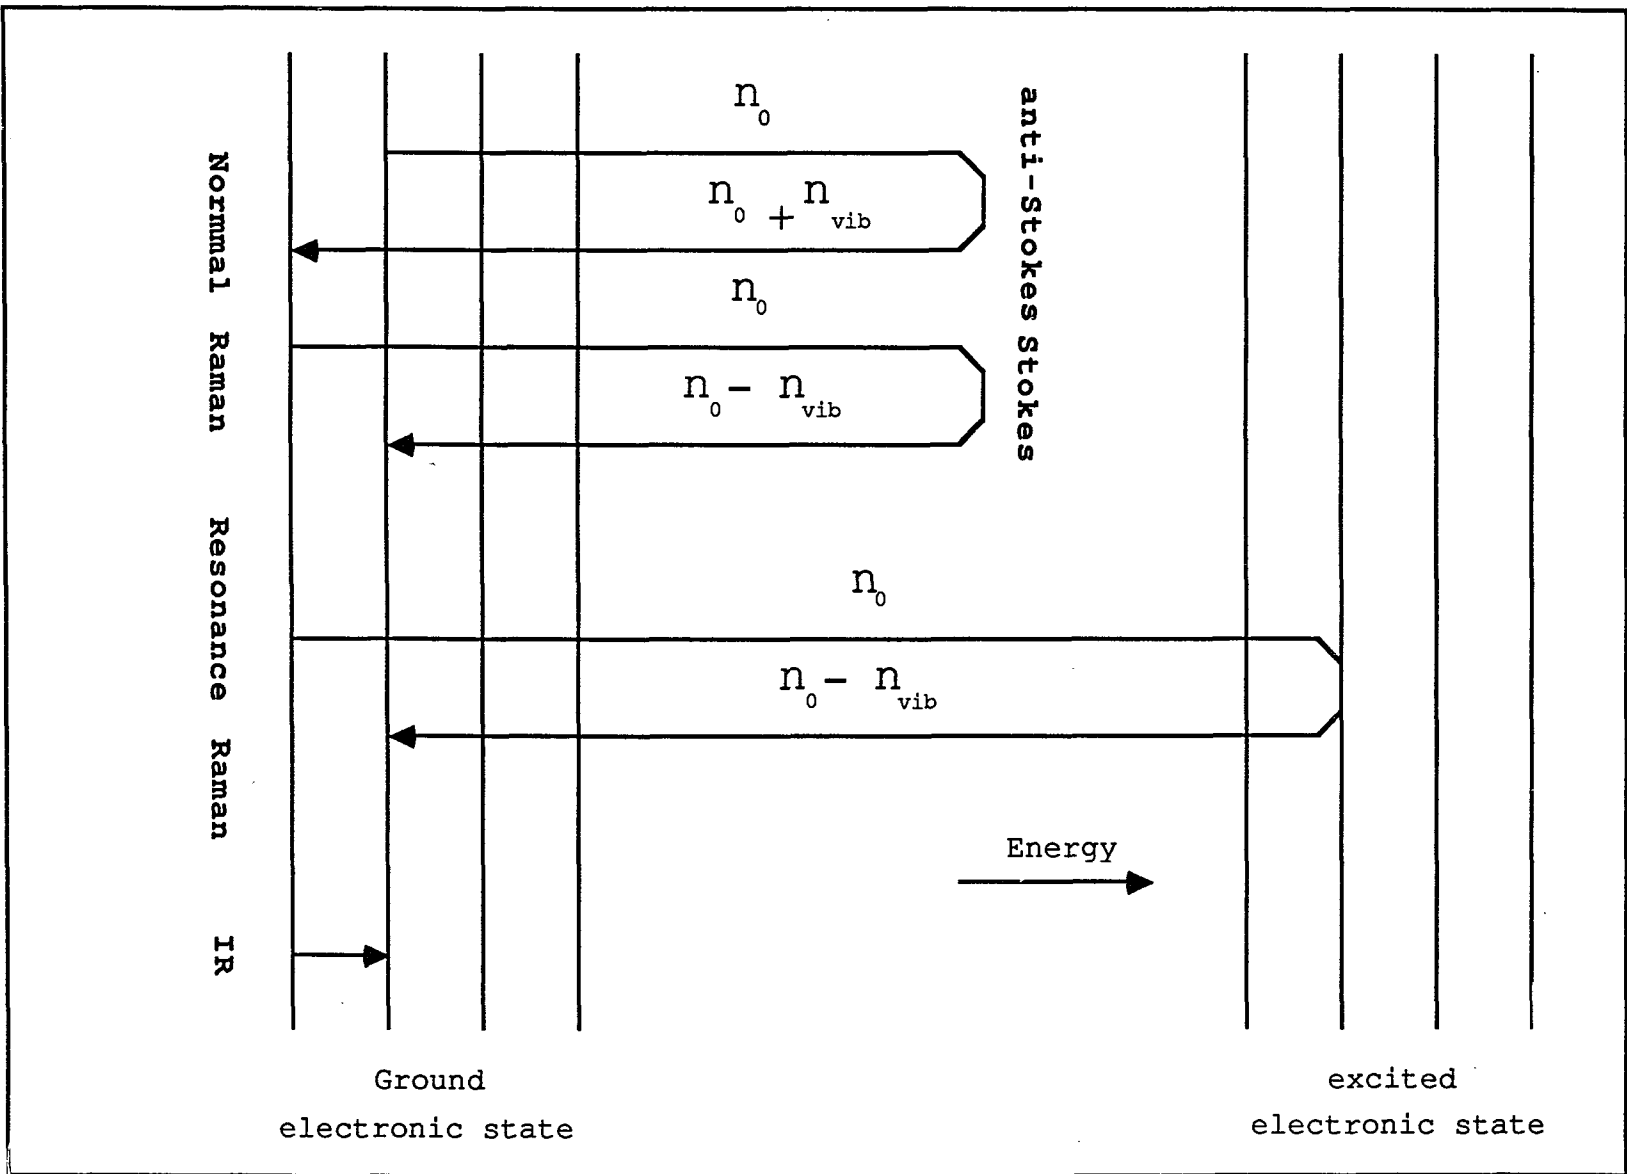 n0
n0 + nvib
n0
n0 - nvib
anti-Stokes Stokes
Normmal Raman Resonance Raman IR
n0
n0 - nvib
Energy
Ground
electronic state
excited
electronic state